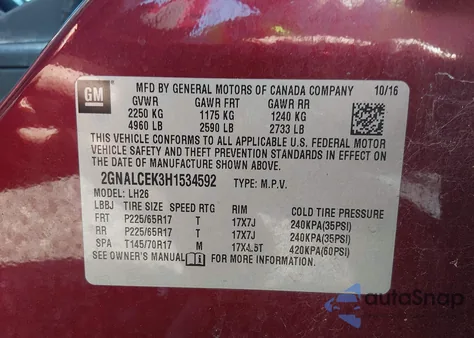 GM
MFD BY GENERAL MOTORS OF CANADA COMPANY 10/16
GVWR GAWR FRT GAWR RR
2250 KG 1175 KG 1240 KG
4960 LB 2590 LB 2733 LB
THIS VEHICLE CONFORMS TO ALL APPLICABLE U.S. FEDERAL MOTOR
VEHICLE SAFETY AND THEFT PREVENTION STANDARDS IN EFFECT ON
THE DATE OF MANUFACTURE SHOWN ABOVE.
2GNALCEK3H1534592 TYPE: M.P.V.
MODEL: LH26
LBBJ TIRE SIZE SPEED RTG RIM COLD TIRE PRESSURE
FRT P225/65R17 T 17X7J 240KPA(35PSI)
RR P225/65R17 T 17X7J 240KPA(35PSI)
SPA T145/70R17 M 17X4.5T 420KPA(60PSI)
SEE OWNER'S MANUAL FOR MORE INFORMATION.
autoSnap